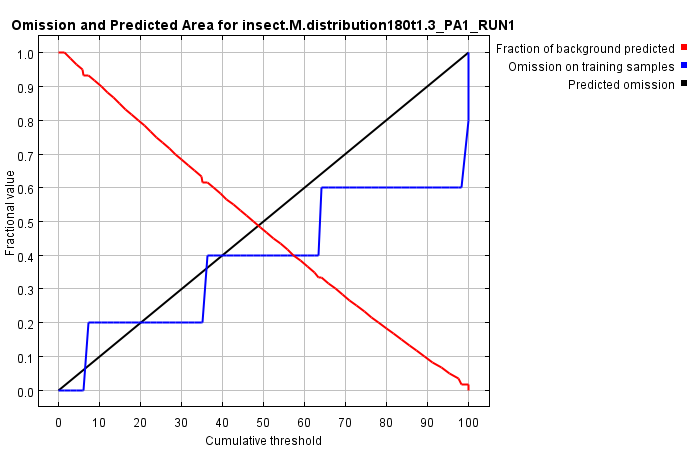 Omission and Predicted Area for insect.M.distribution180t1.3_PA1_RUN1
Fraction of background predicted
Omission on training samples
Predicted omission
Fractional value
1.0
0.9
0.8
0.7
0.6
0.5
0.4
0.3
0.2
0.1
0.0
0 10 20 30 40 50 60 70 80 90 100
Cumulative threshold